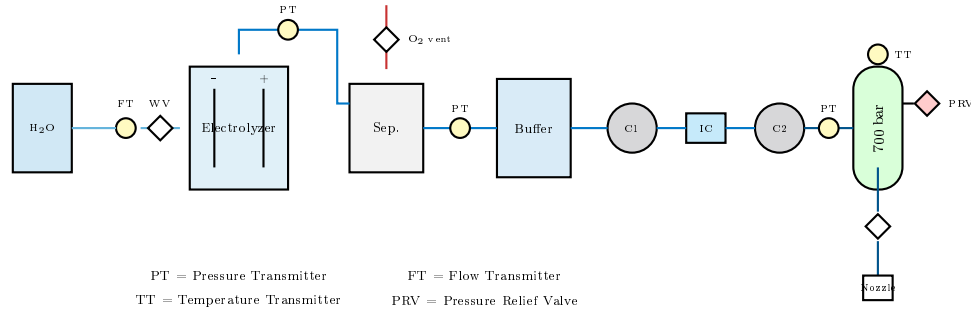 PT
O2 vent
TT
- +
FT WV PT PT PRV
H2O Electrolyzer Sep. Buffer C1 IC C2 700 bar
PT = Pressure Transmitter FT = Flow Transmitter
TT = Temperature Transmitter PRV = Pressure Relief Valve
Nozzle